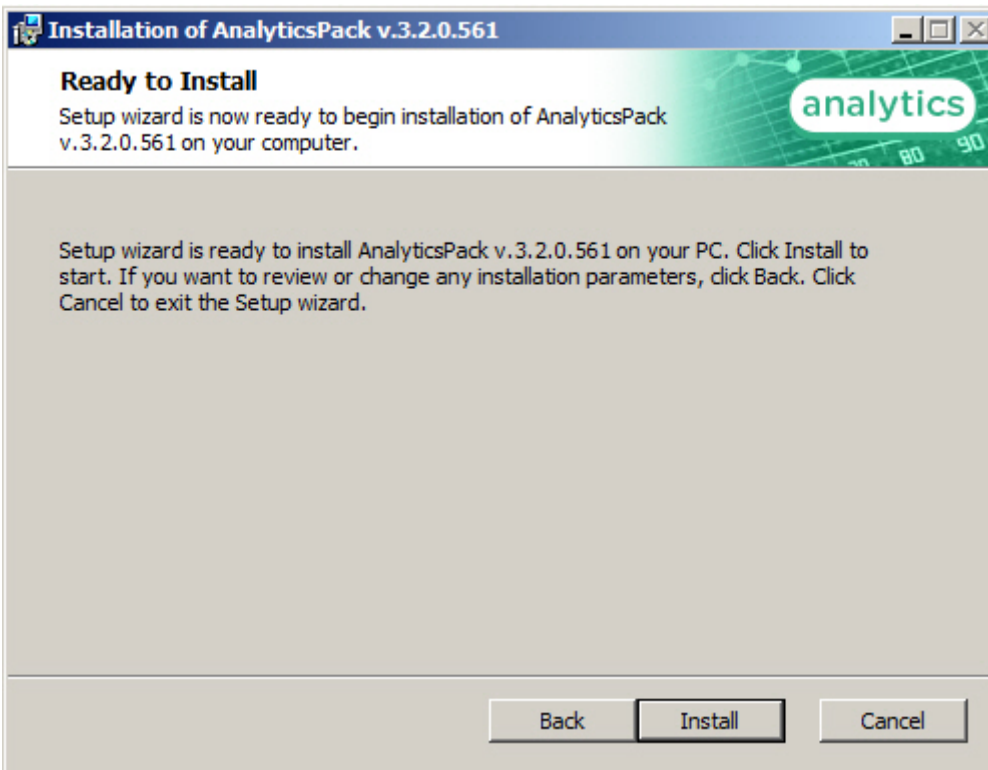 Installation of AnalyticsPack v.3.2.0.561
Ready to Install
Setup wizard is now ready to begin installation of AnalyticsPack
v.3.2.0.561 on your computer.
analytics
80
90
Setup wizard is ready to install AnalyticsPack v.3.2.0.561 on your PC. Click Install to
start. If you want to review or change any installation parameters, click Back. Click
Cancel to exit the Setup wizard.
Back
Install
Cancel